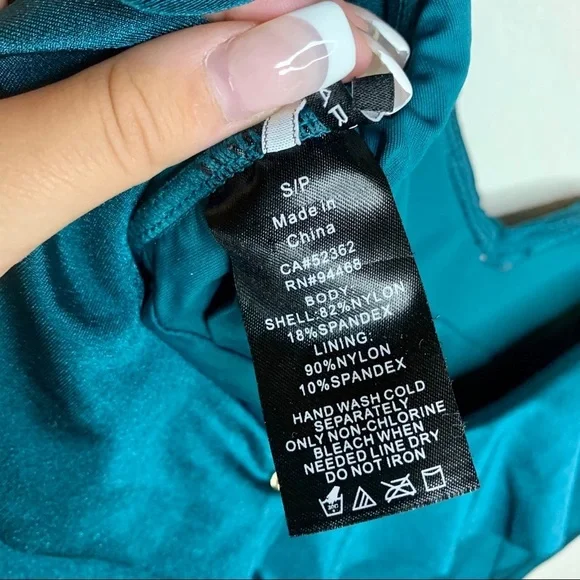 AR
S/P
Made in
China
CA#52362
RN#94468
BODY:
SHELL:82%NYLON
18%SPANDEX
LINING:
90%NYLON
10%SPANDEX
HAND WASH COLD
SEPARATELY
ONLY NON-CHLORINE
BLEACH WHEN
NEEDED LINE DRY
DO NOT IRON